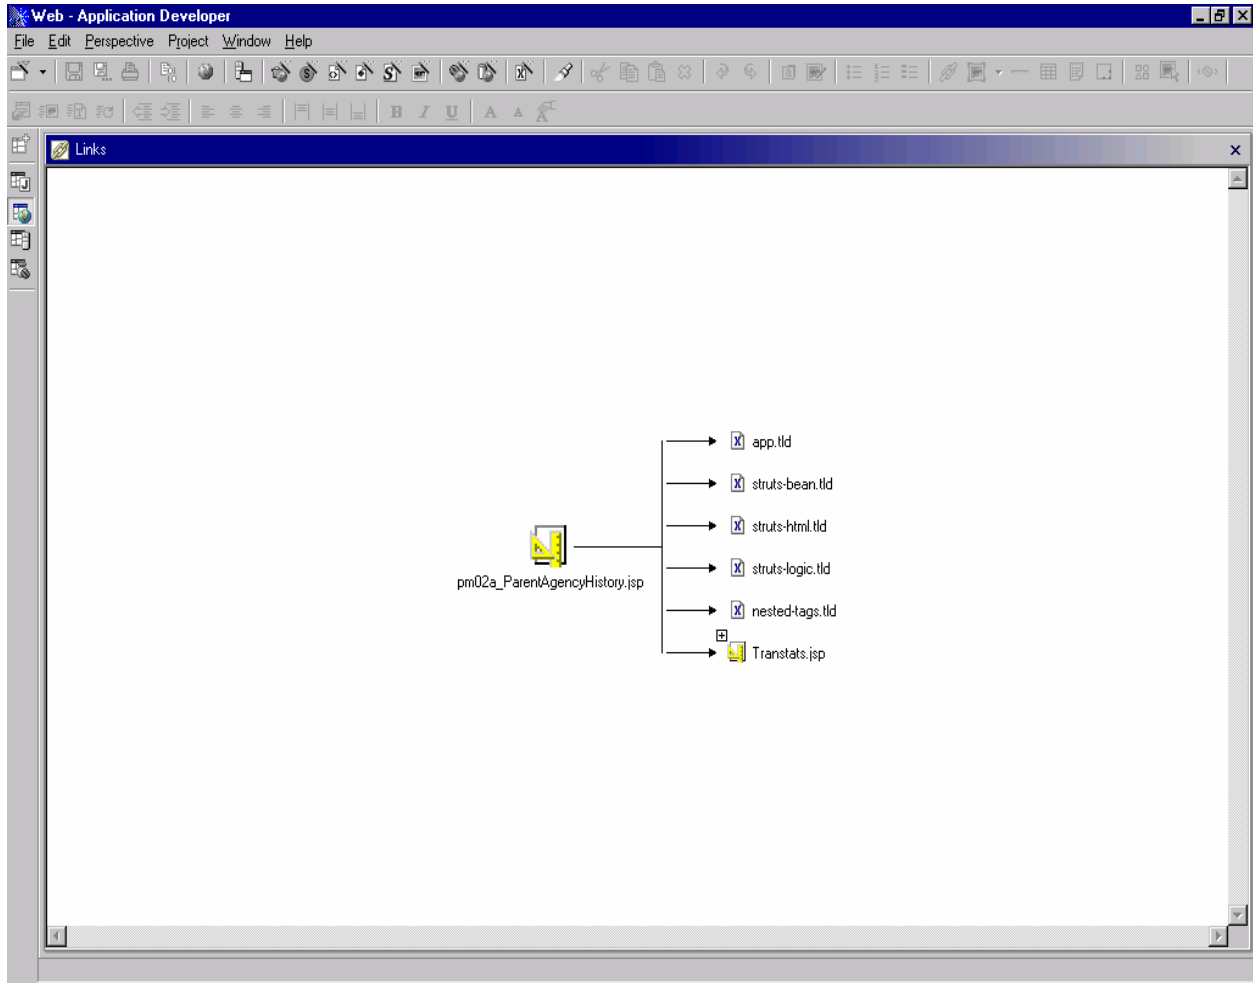 Web - Application Developer
File Edit Perspective Project Window Help
B I U A A A
Links
app.tld
struts-bean.tld
struts-html.tld
struts-logic.tld
pm02a_ParentAgencyHistory.jsp
nested-tags.tld
Transtats.jsp